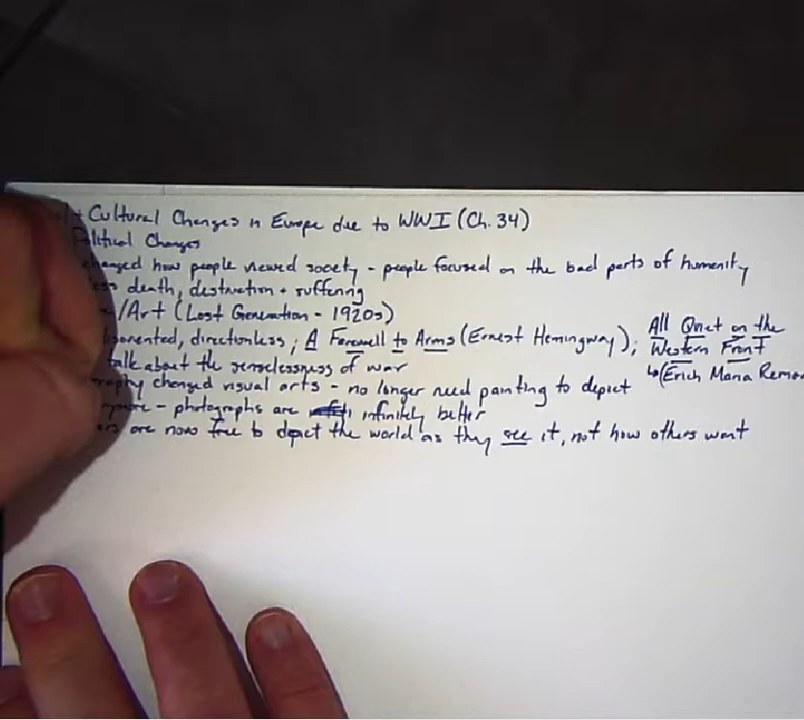 + Cultural Changes in Europe due to WWI (Ch. 34)
Political Changes
changed how people viewed society - people focused on the bad parts of humanity
death, destruction + suffering
/Art (Lost Generation - 1920s)
directionless; A Farewell to Arms (Ernest Hemingway); All Quiet on the
Western Front
talk about the senselessness of war
↳(Erich Maria Remar
changed visual arts - no longer need painting to depict
- photographs are infinitely better
are now free to depict the world as they see it, not how others want